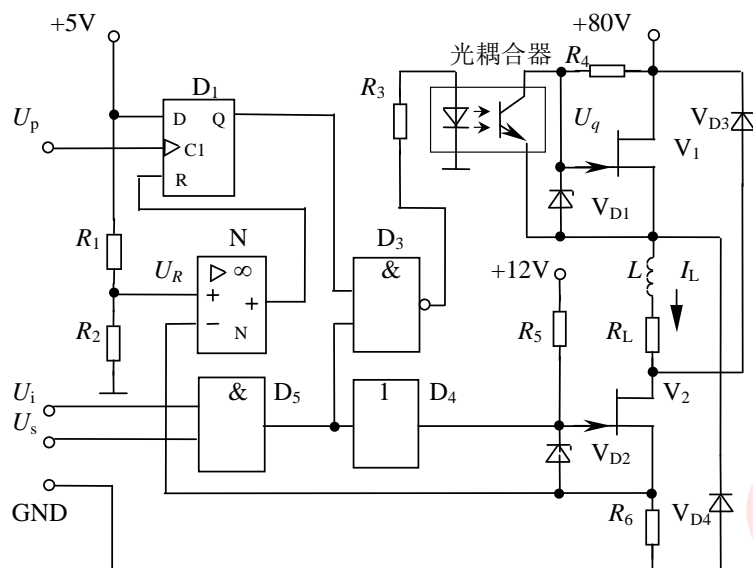 +5V
+80V
光耦合器
R4
D1
R3
D Q
Up
C1
Uq
VD3
V1
R
VD1
R1
N
D3
UR
▷ ∞
&
+
+
L
IL
+12V
−
N
R2
R5
RL
Ui
&
D5
1
D4
V2
Us
VD2
GND
R6
VD4